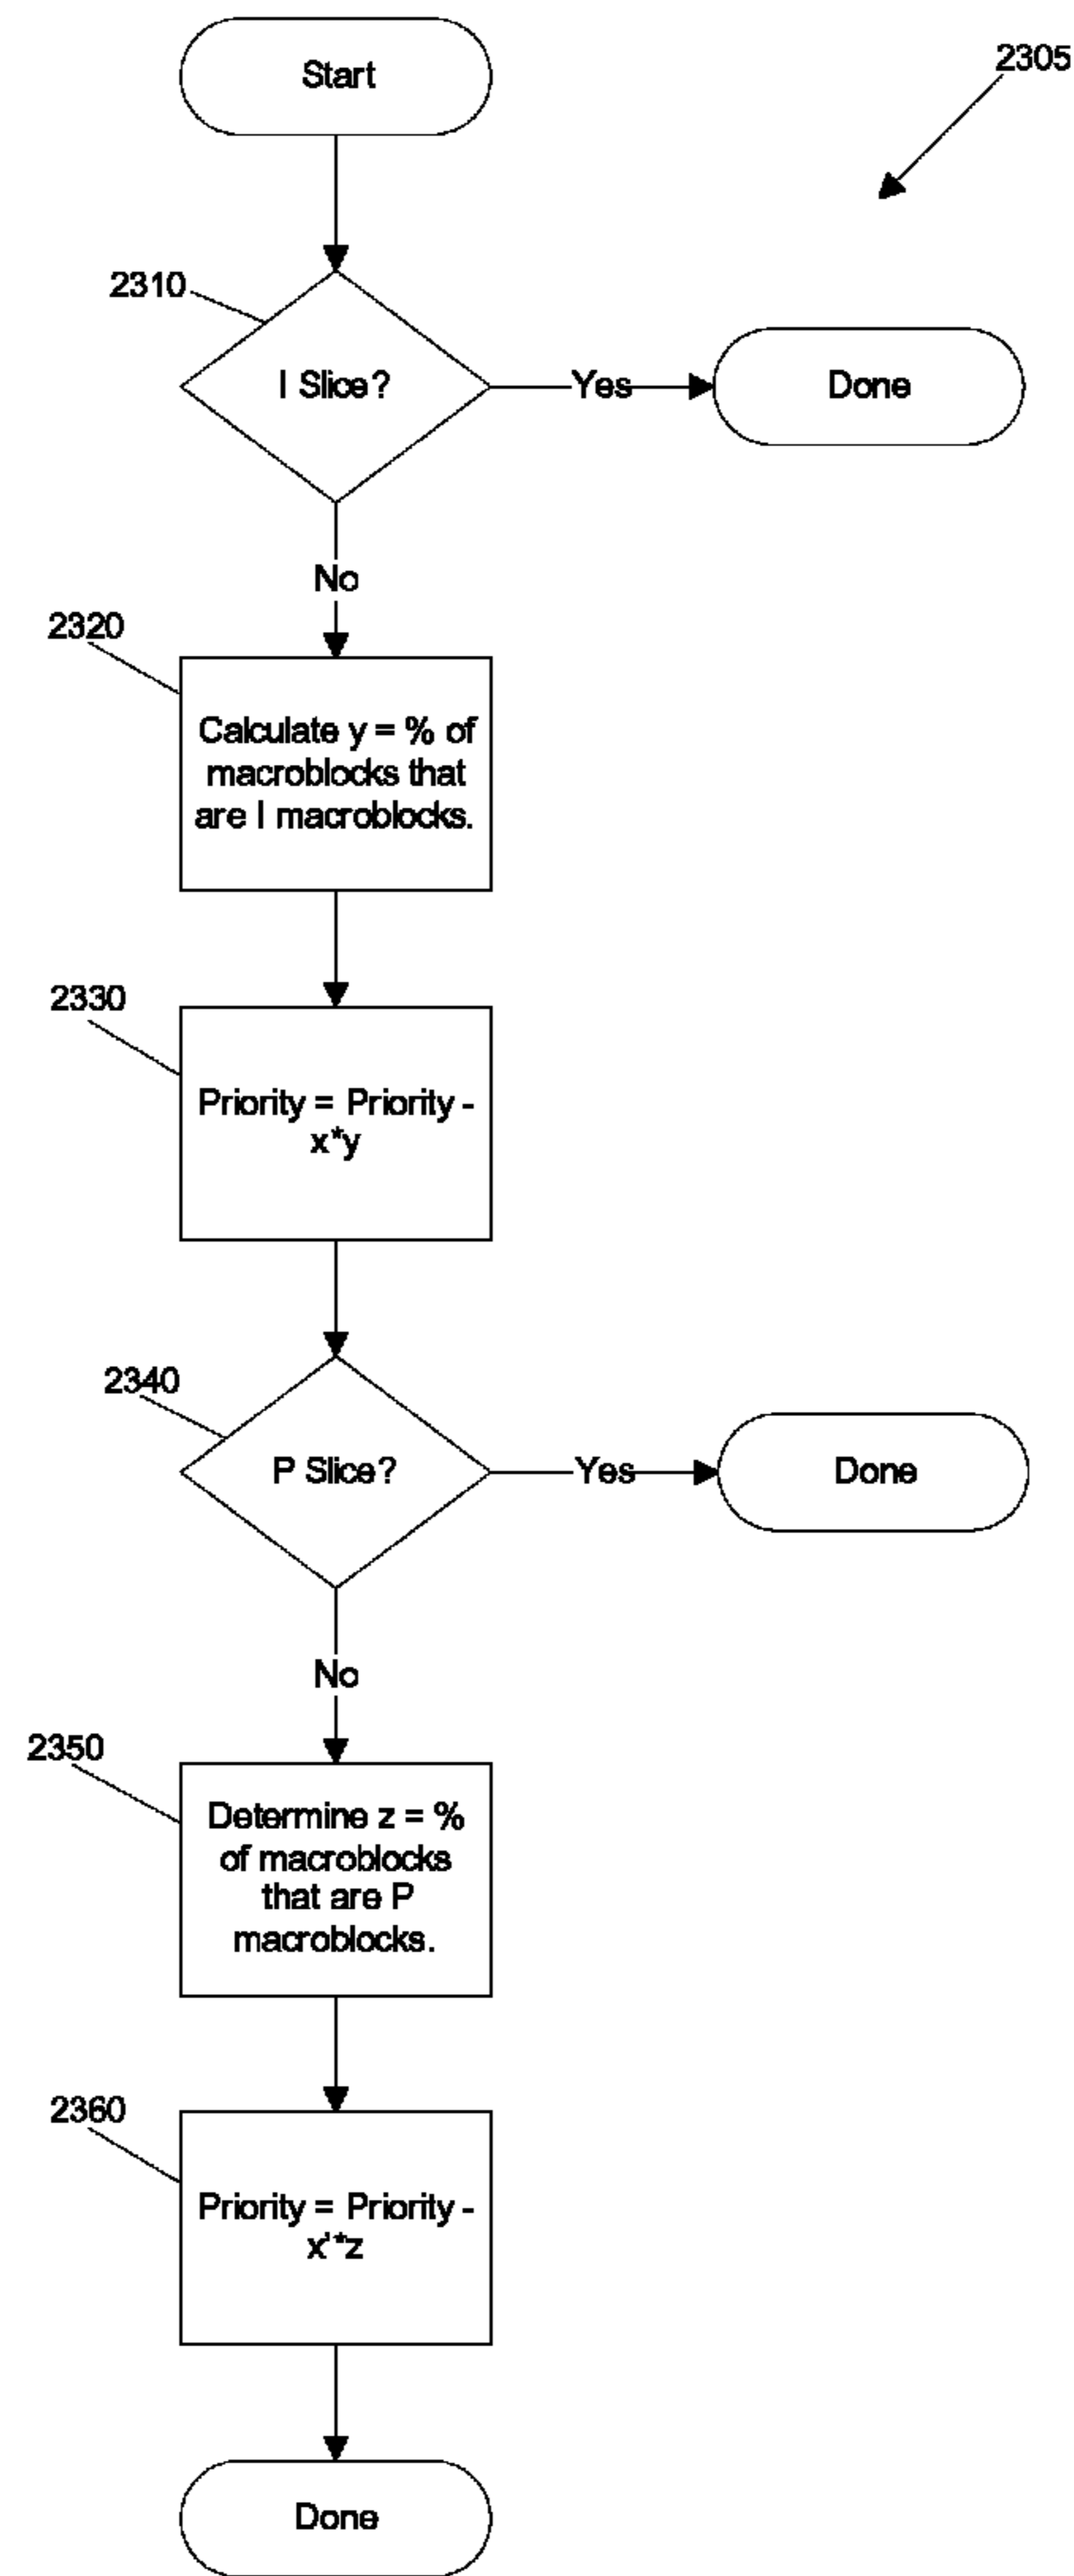 Start
2305
2310
I Slice?
Yes
Done
No
2320
Calculate y = % of
macroblocks that
are I macroblocks.
2330
Priority = Priority -
x*y
2340
P Slice?
Yes
Done
No
2350
Determine z = %
of macroblocks
that are P
macroblocks.
2360
Priority = Priority -
x'*z
Done